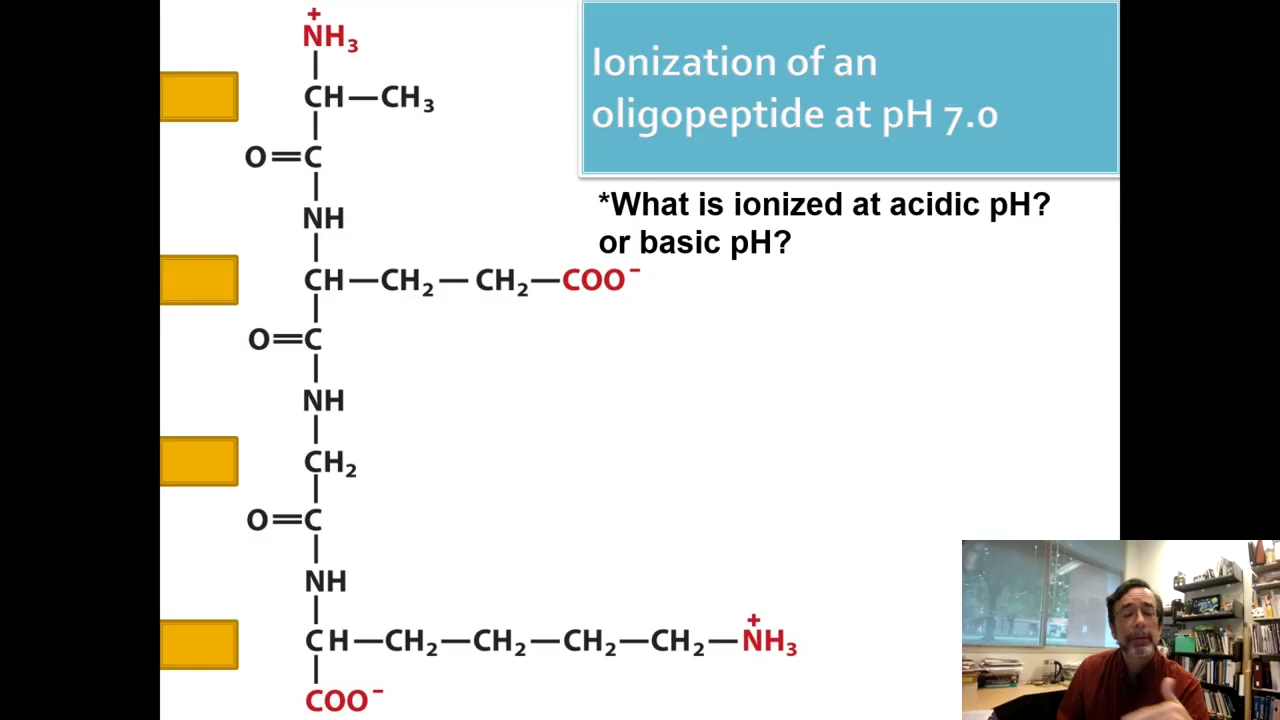 Ionization of an
oligopeptide at pH 7.0
*What is ionized at acidic pH?
or basic pH?
+
NH3
CH—CH3
O=C
NH
CH—CH2—CH2—COO−
O=C
NH
CH2
O=C
NH
+
CH—CH2—CH2—CH2—CH2—NH3
COO−